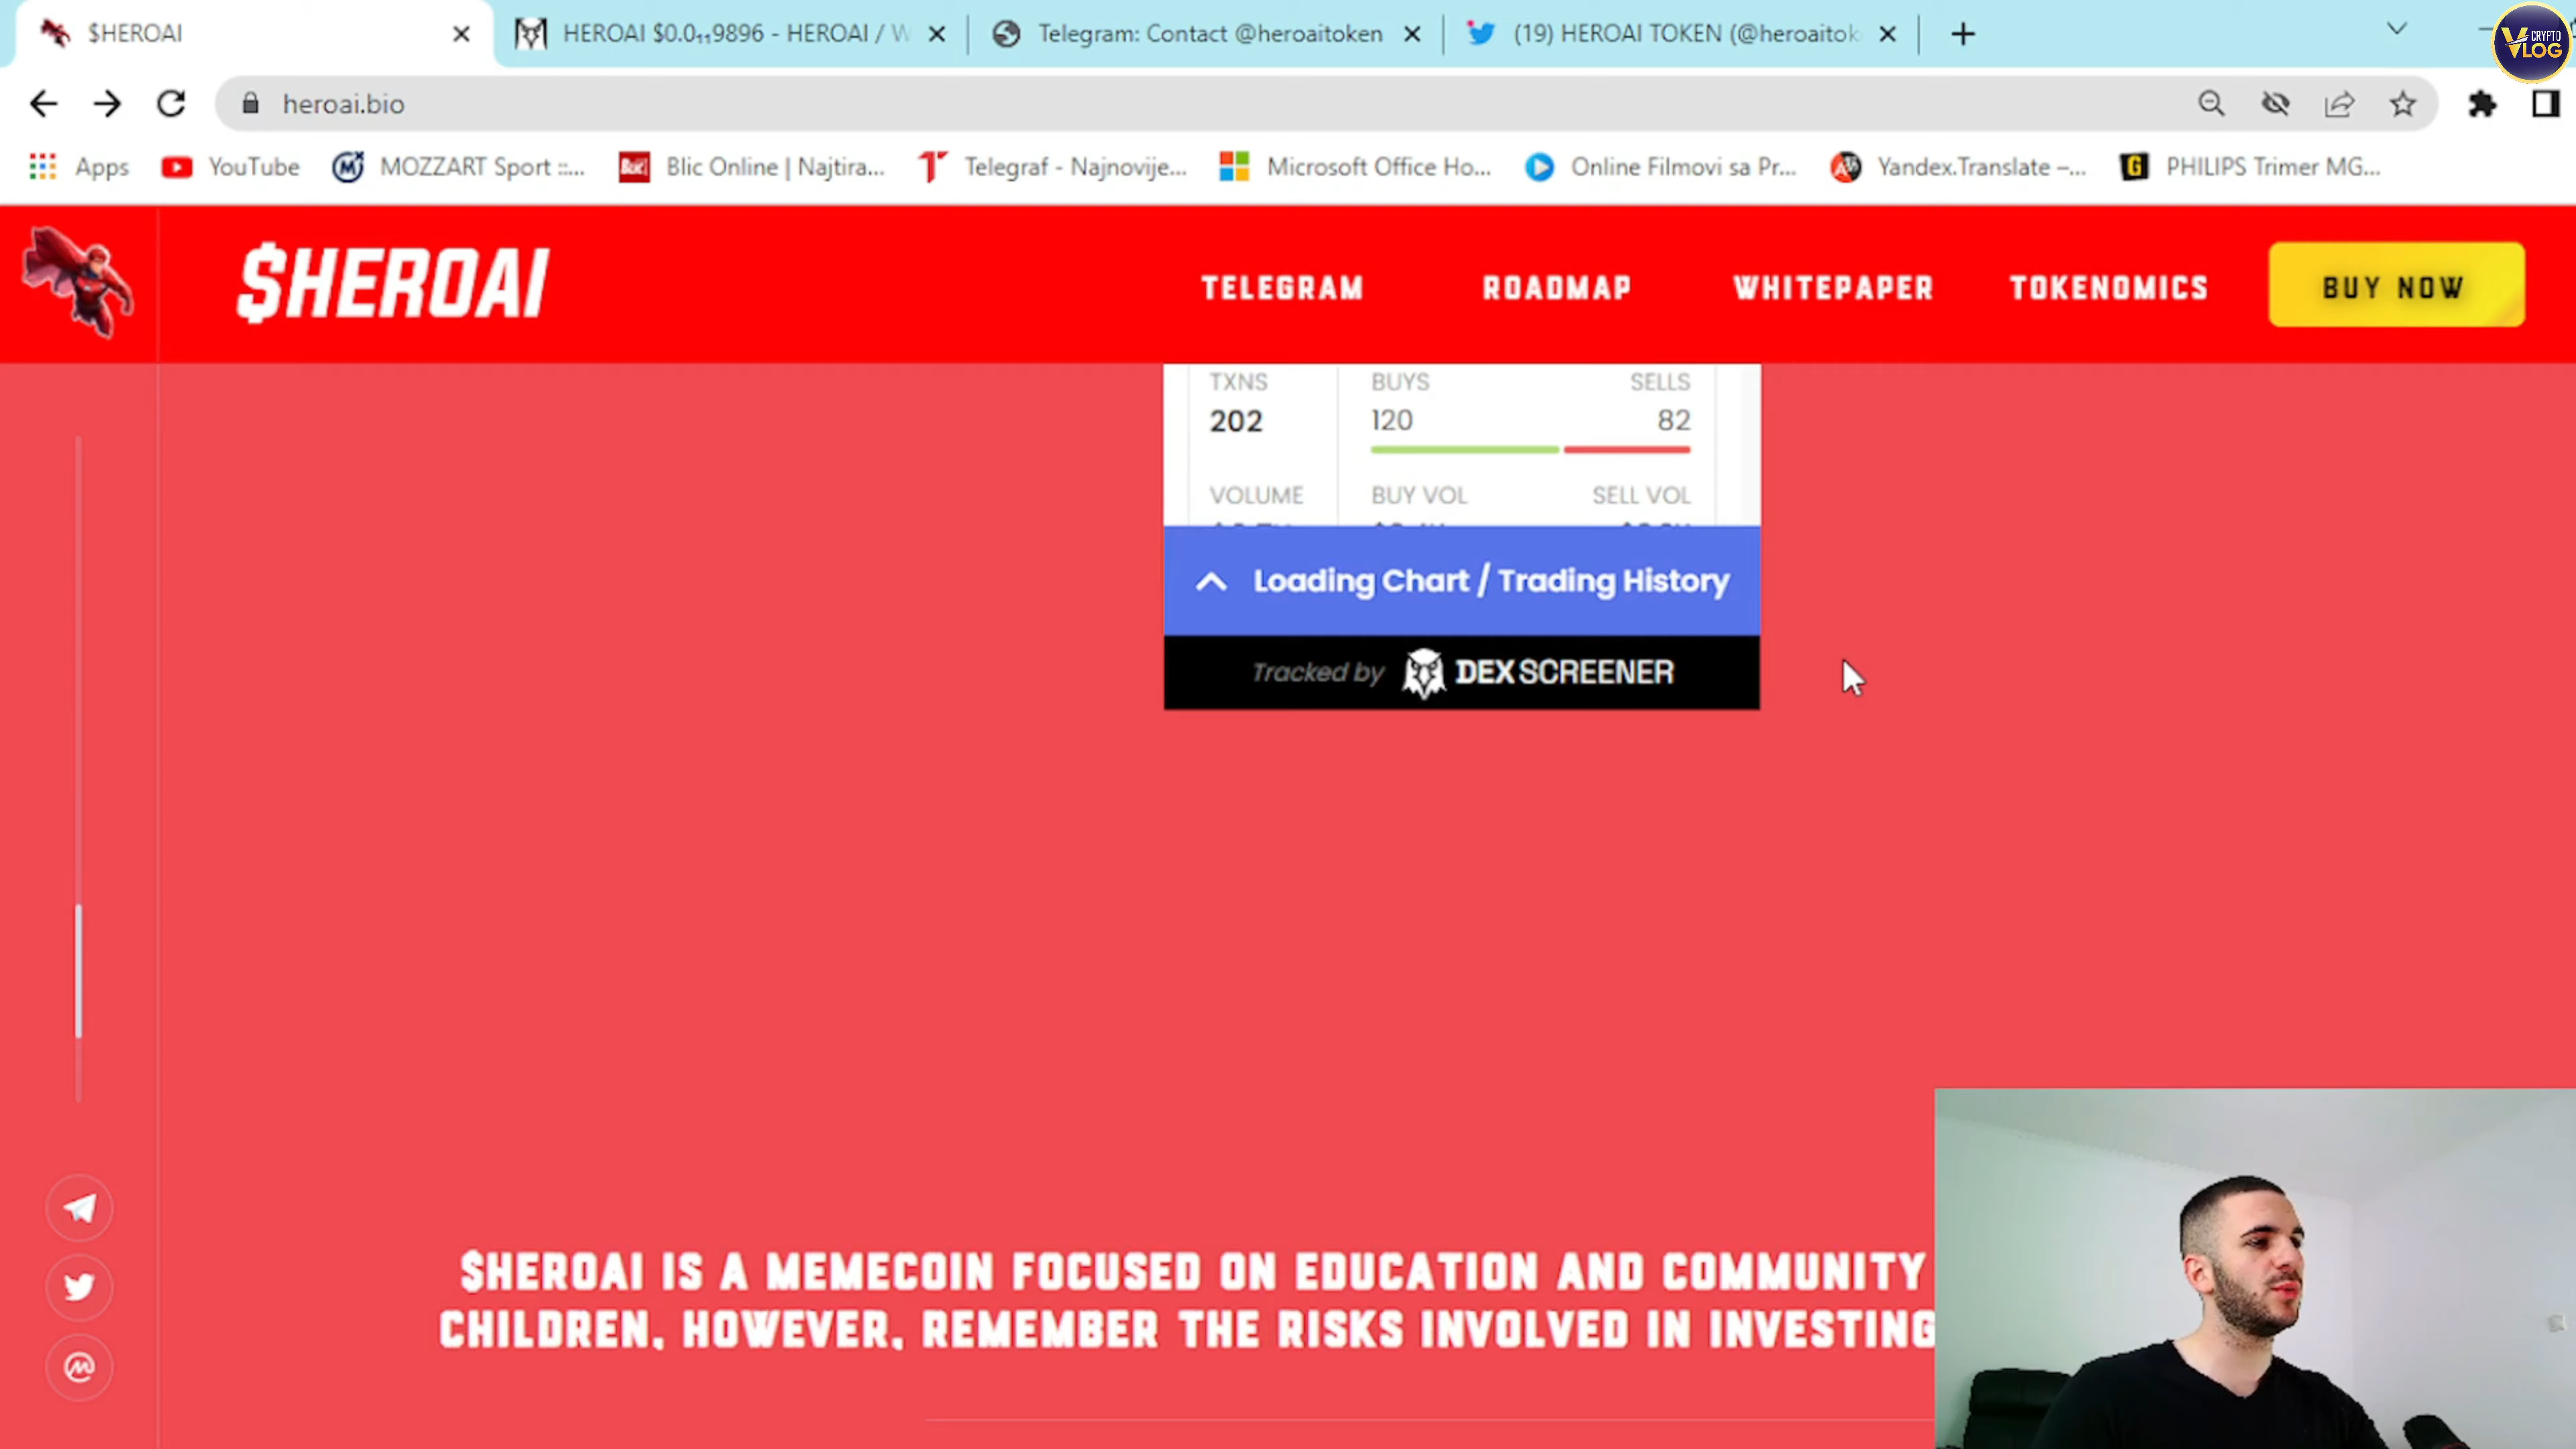 $HEROAI
HEROAI $0.0₁₁9896 - HEROAI / W
Telegram: Contact @heroaitoken
(19) HEROAI TOKEN (@heroaitok
CRYPTO
VLOG
heroai.bio
Apps
YouTube
MOZZART Sport ::...
Blic Online | Najtira...
Telegraf - Najnovije...
Microsoft Office Ho...
Online Filmovi sa Pr...
Yandex.Translate –...
PHILIPS Trimer MG...
$HEROAI
TELEGRAM
ROADMAP
WHITEPAPER
TOKENOMICS
BUY NOW
TXNS
BUYS
SELLS
202
120
82
VOLUME
BUY VOL
SELL VOL
Loading Chart / Trading History
Tracked by DEXSCREENER
$HEROAI IS A MEMECOIN FOCUSED ON EDUCATION AND COMMUNITY
CHILDREN. HOWEVER, REMEMBER THE RISKS INVOLVED IN INVESTING